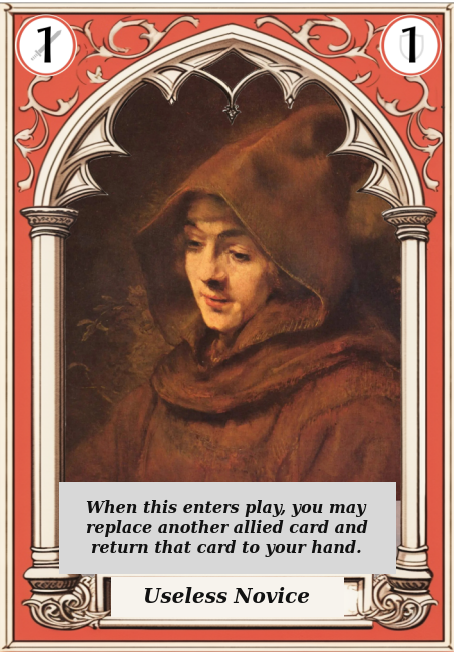 1
1
When this enters play, you may
replace another allied card and
return that card to your hand.
Useless Novice